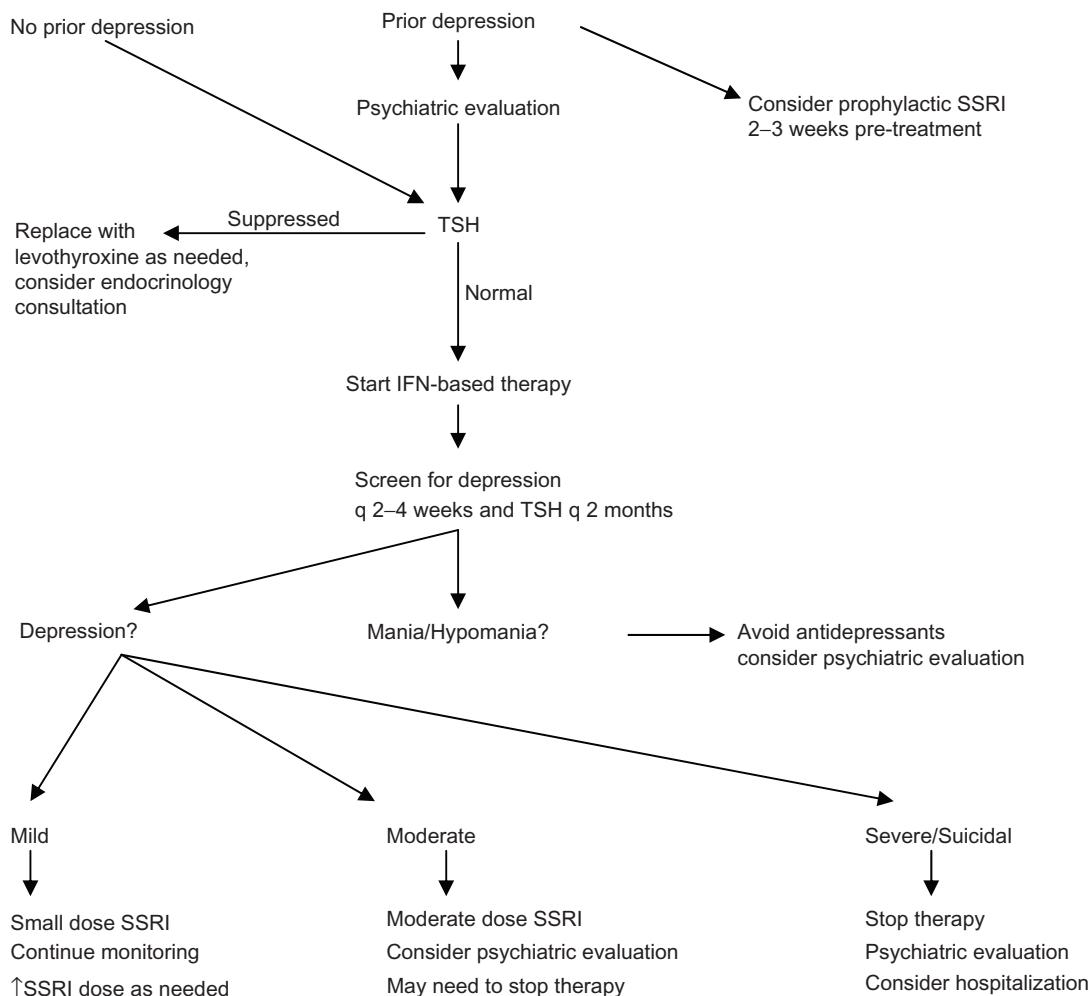 No prior depression
Prior depression
Psychiatric evaluation
Consider prophylactic SSRI
2–3 weeks pre-treatment
TSH
Suppressed
Replace with
levothyroxine as needed,
consider endocrinology
consultation
Normal
Start IFN-based therapy
Screen for depression
q 2–4 weeks and TSH q 2 months
Depression?
Mania/Hypomania?
Avoid antidepressants
consider psychiatric evaluation
Mild
Moderate
Severe/Suicidal
Small dose SSRI
Continue monitoring
↑SSRI dose as needed
Moderate dose SSRI
Consider psychiatric evaluation
May need to stop therapy
Stop therapy
Psychiatric evaluation
Consider hospitalization